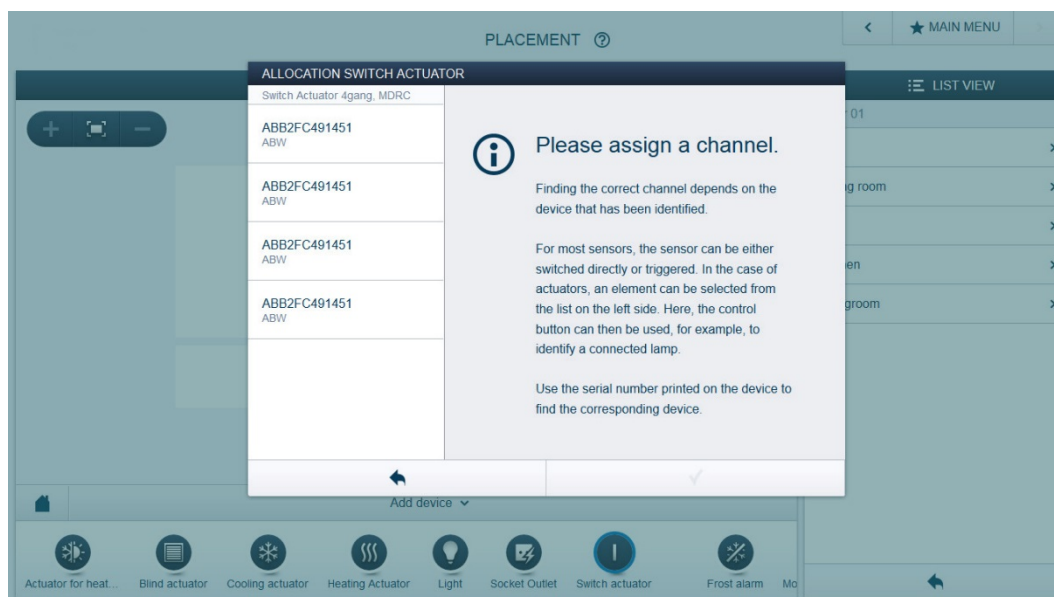 PLACEMENT ?
< ★ MAIN MENU
ALLOCATION SWITCH ACTUATOR
LIST VIEW
Switch Actuator 4gang, MDRC
01
ABB2FC491451
ABW
ABB2FC491451
ABW
ABB2FC491451
ABW
ABB2FC491451
ABW
Please assign a channel.
Finding the correct channel depends on the
device that has been identified.
For most sensors, the sensor can be either
switched directly or triggered. In the case of
actuators, an element can be selected from
the list on the left side. Here, the control
button can then be used, for example, to
identify a connected lamp.
Use the serial number printed on the device to
find the corresponding device.
g room
en
groom
Add device
Actuator for heat...
Blind actuator
Cooling actuator
Heating Actuator
Light
Socket Outlet
Switch actuator
Frost alarm
Mo